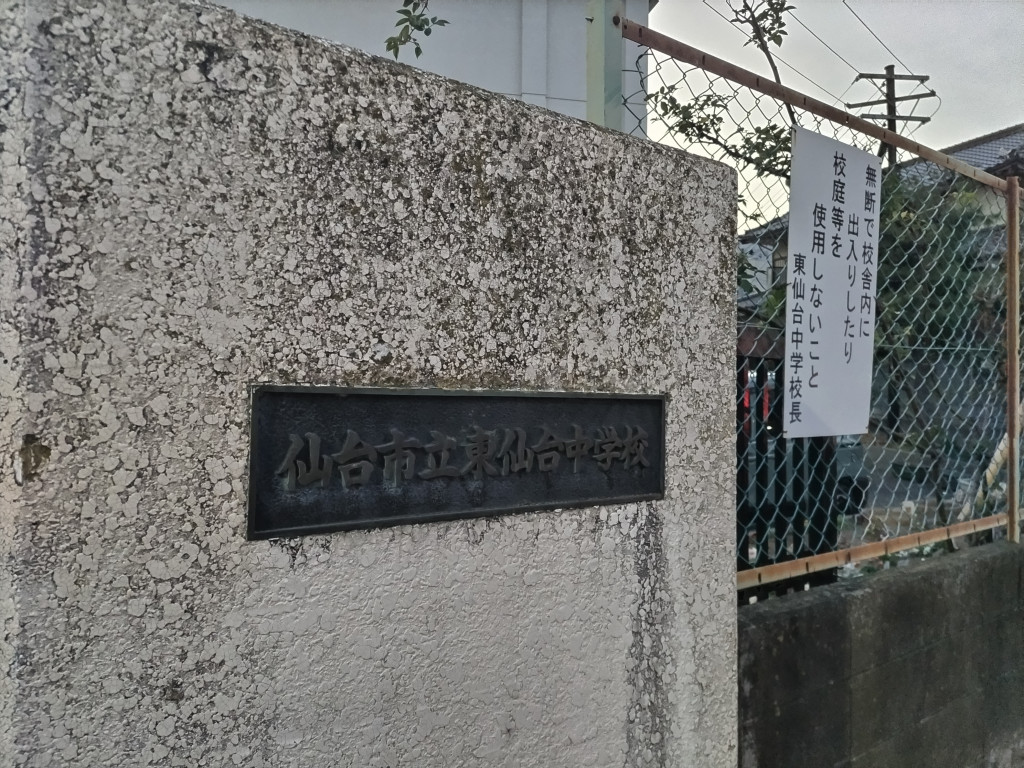 仙台市立東仙台中学校
無断で校舎内に
出入りしたり
校庭等を
使用しないこと
東仙台中学校長